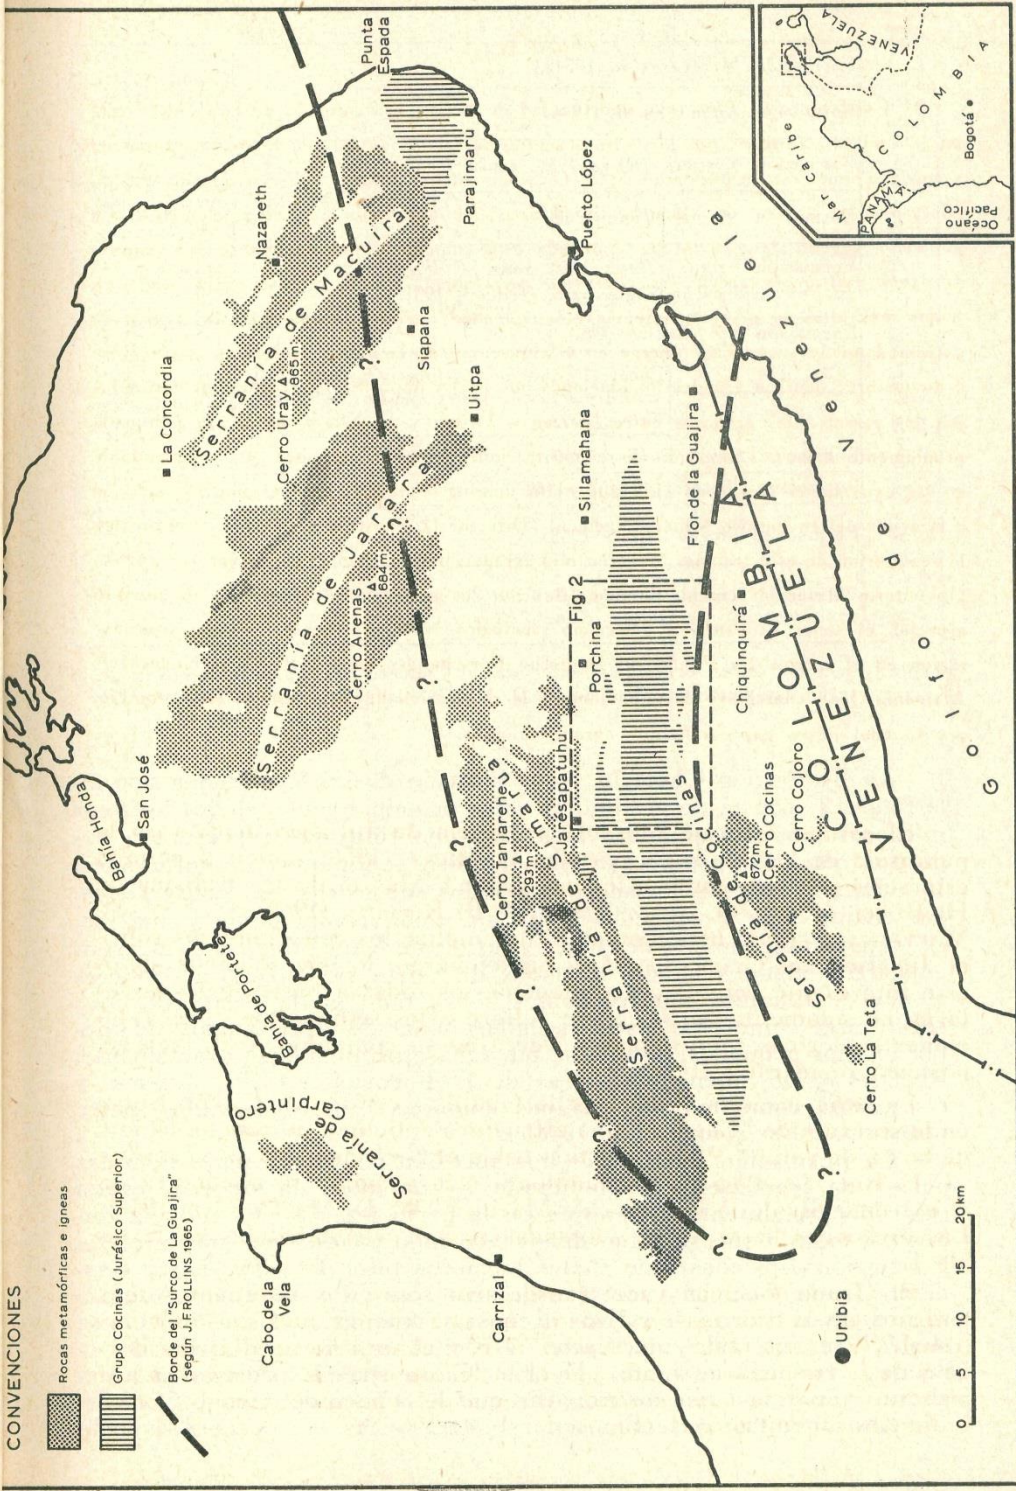 CONVENCIONES
Rocas metamórficas e igneas
Grupo Cocinas (Jurásico Superior)
Borde del "Surco de La Guajira"
(según J.F.ROLLINS 1965)
Cabo de la
Vela
Serranía de
Carpintero
Carrizal
Bahía de Portete
Bahía Honda
San José
La Concordia
Nazareth
Punta
Espada
Parajimaru
Serranía de Macuira
Cerro Uray
865m
Siapana
Uitpa
Serranía de Jarara
Cerro Arenas
684m
?
?
?
?
?
?
?
?
?
Cerro Tanjarehejua
293m
Serranía de Simarua
Jaresapatuhu
Porchina
Fig. 2
Sillamahana
Puerto López
Flor de la Guajira
Chiquinquirá
Serranía de Cocinas
672m
Cerro Cocinas
Cerro Cojoro
Cerro La Teta
COLOMBIA
VENEZUELA
Golfo de Venezuela
Uribia
0 5 10 15 20km
Mar Caribe
VENEZUELA
COLOMBIA
PANAMA
Bogotá
Océano
Pacífico